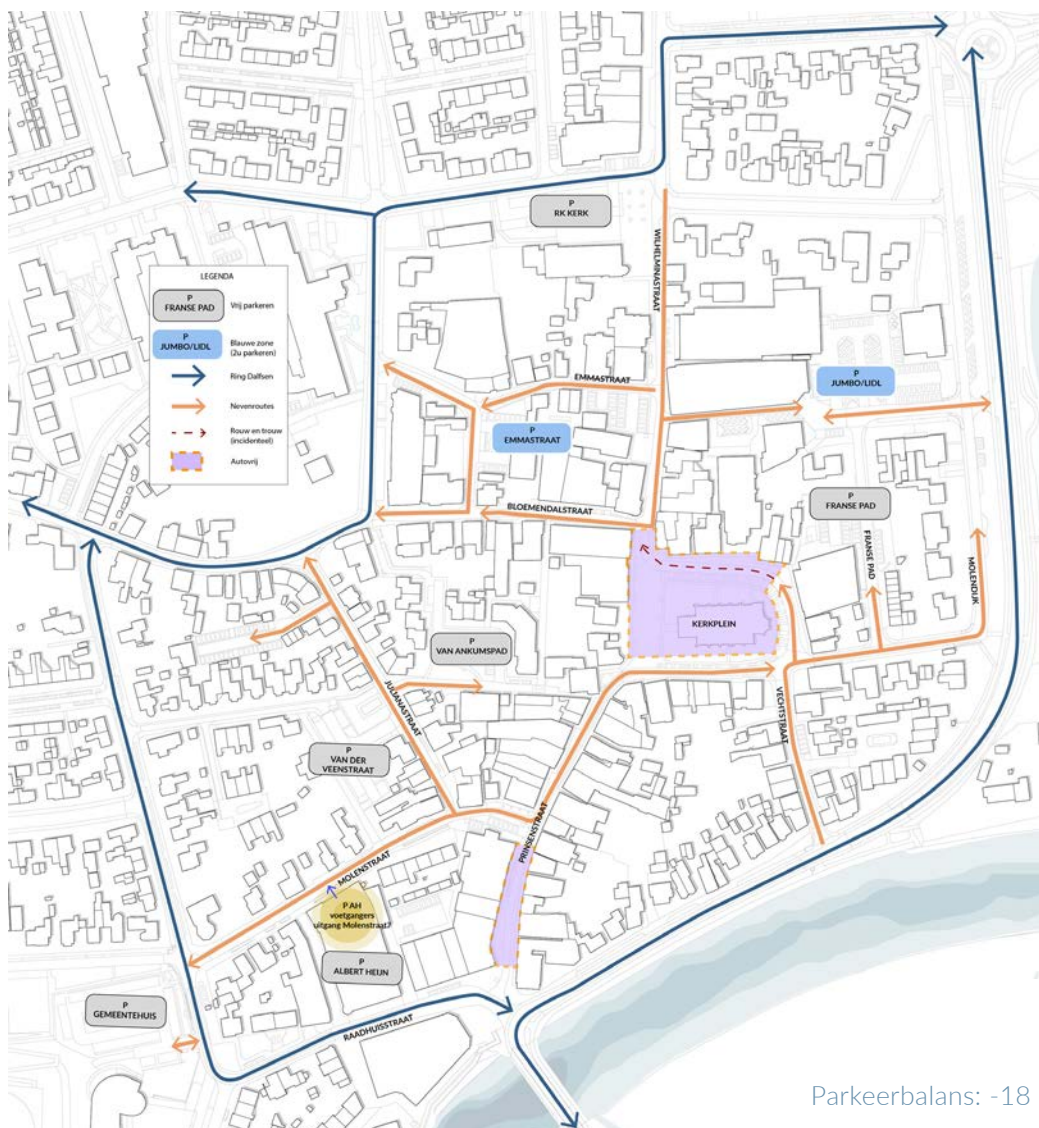 P
RK KERK
WILHELMINASTRAAT
LEGENDA
P
FRANSE PAD
Vrij parkeren
P
JUMBO/LIDL
Blauwe zone
(2u parkeren)
Ring Dalfsen
Nevenroutes
Rouw en trouw
(incidenteel)
Autovrij
EMMASTRAAT
P
JUMBO/LIDL
P
EMMASTRAAT
BLOEMENDALSTRAAT
P
FRANSE PAD
FRANSE PAD
MOLENDIJK
KERKPLEIN
P
VAN ANKUMSPAD
JULIANASTRAAT
VECHTSTRAAT
P
VAN DER
VEENSTRAAT
PRINSENSTRAAT
MOLENSTRAAT
P AH
voetgangers
uitgang Molenstraat?
P
ALBERT HEIJN
P
GEMEENTEHUIS
RAADHUISSTRAAT
Parkeerbalans: -18